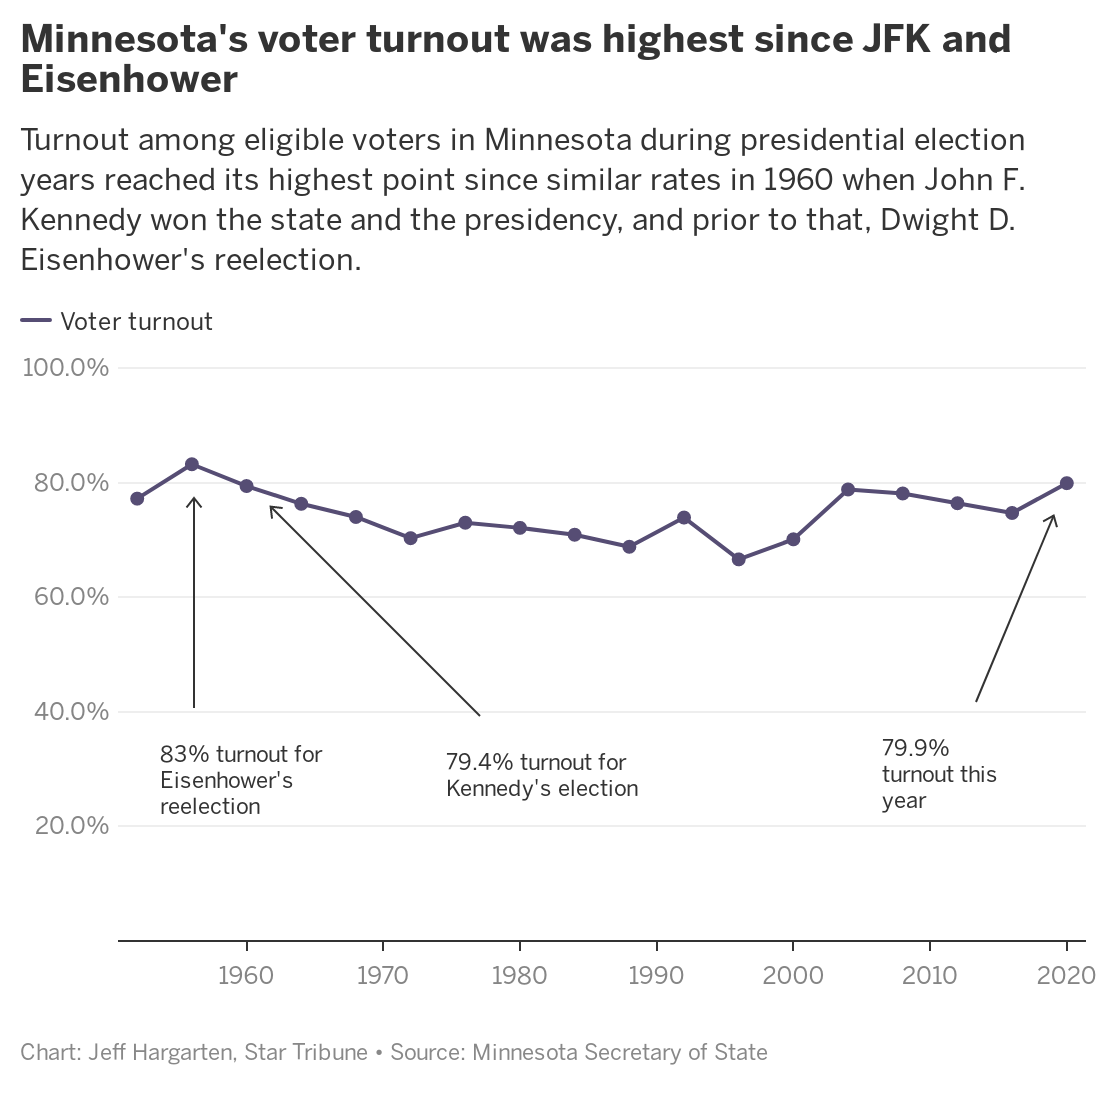 Minnesota's voter turnout was highest since JFK and
Eisenhower
Turnout among eligible voters in Minnesota during presidential election
years reached its highest point since similar rates in 1960 when John F.
Kennedy won the state and the presidency, and prior to that, Dwight D.
Eisenhower's reelection.
Voter turnout
100.0%
80.0%
60.0%
40.0%
83% turnout for
Eisenhower's
reelection
79.4% turnout for
Kennedy's election
79.9%
turnout this
year
20.0%
1960 1970 1980 1990 2000 2010 2020
Chart: Jeff Hargarten, Star Tribune • Source: Minnesota Secretary of State